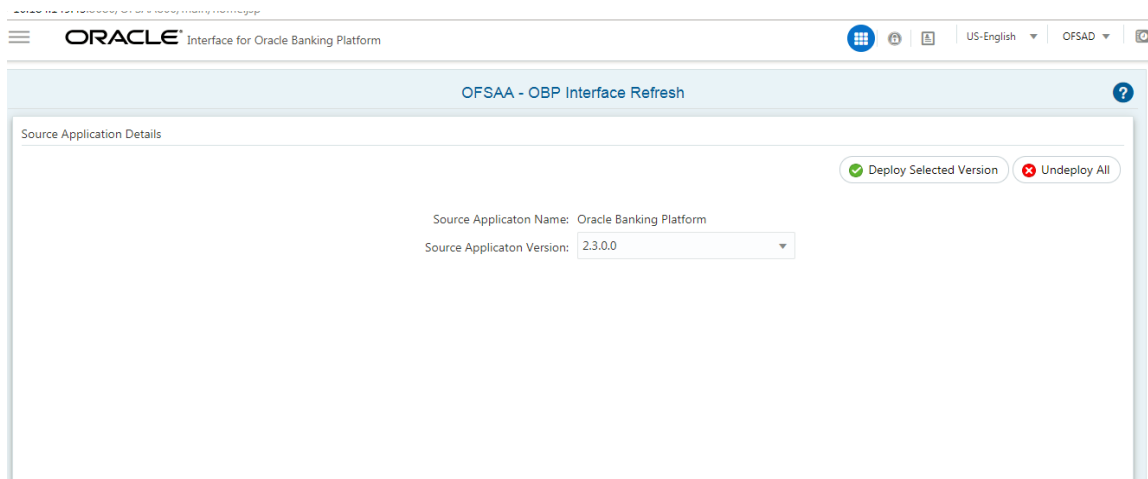 ORACLE® Interface for Oracle Banking Platform
US-English
OFSAD
OFSAA - OBP Interface Refresh
?
Source Application Details
Deploy Selected Version
Undeploy All
Source Applicaton Name: Oracle Banking Platform
Source Applicaton Version: 2.3.0.0